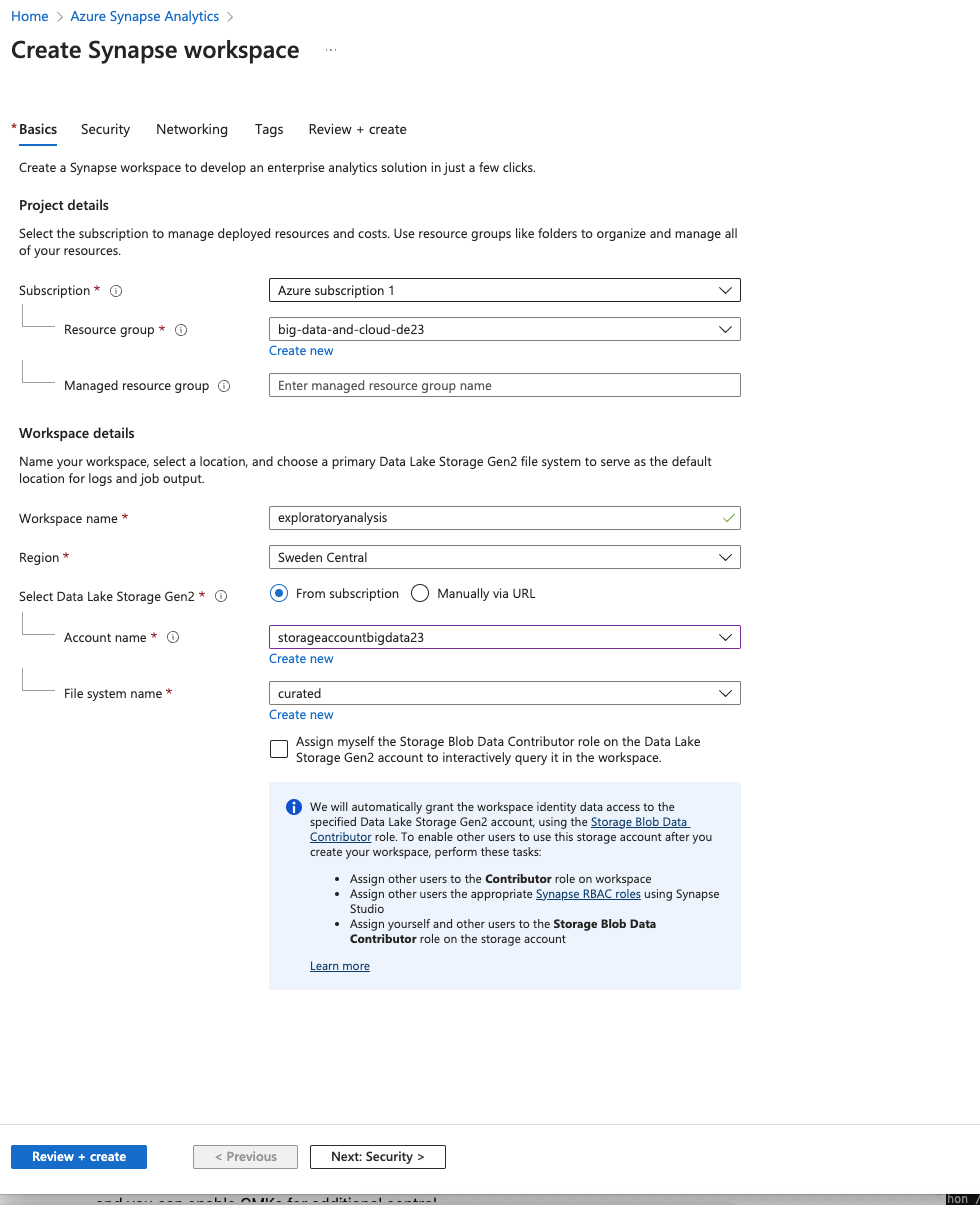 Home > Azure Synapse Analytics >
Create Synapse workspace ...
* Basics Security Networking Tags Review + create
Create a Synapse workspace to develop an enterprise analytics solution in just a few clicks.
Project details
Select the subscription to manage deployed resources and costs. Use resource groups like folders to organize and manage all
of your resources.
Subscription * Azure subscription 1
Resource group * big-data-and-cloud-de23
Create new
Managed resource group Enter managed resource group name
Workspace details
Name your workspace, select a location, and choose a primary Data Lake Storage Gen2 file system to serve as the default
location for logs and job output.
Workspace name * exploratoryanalysis
Region * Sweden Central
Select Data Lake Storage Gen2 * From subscription Manually via URL
Account name * storageaccountbigdata23
Create new
File system name * curated
Create new
Assign myself the Storage Blob Data Contributor role on the Data Lake
Storage Gen2 account to interactively query it in the workspace.
We will automatically grant the workspace identity data access to the
specified Data Lake Storage Gen2 account, using the Storage Blob Data
Contributor role. To enable other users to use this storage account after you
create your workspace, perform these tasks:
• Assign other users to the Contributor role on workspace
• Assign other users the appropriate Synapse RBAC roles using Synapse
Studio
• Assign yourself and other users to the Storage Blob Data
Contributor role on the storage account
Learn more
Review + create < Previous Next: Security >
and you can enable CMKs for additional control